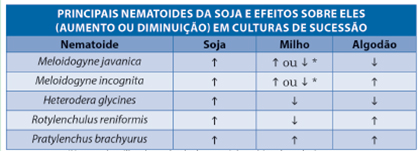 PRINCIPAIS NEMATOIDES DA SOJA E EFEITOS SOBRE ELES
(AUMENTO OU DIMINUIÇÃO) EM CULTURAS DE SUCESSÃO
Nematoide Soja Milho Algodão
Meloidogyne javanica ↑ ↑ ou ↓ * ↓
Meloidogyne incognita ↑ ↑ ou ↓ * ↑
Heterodera glycines ↑ ↓ ↓
Rotylenchulus reniformis ↑ ↓ ↑
Pratylenchus brachyurus ↑ ↑ ↑